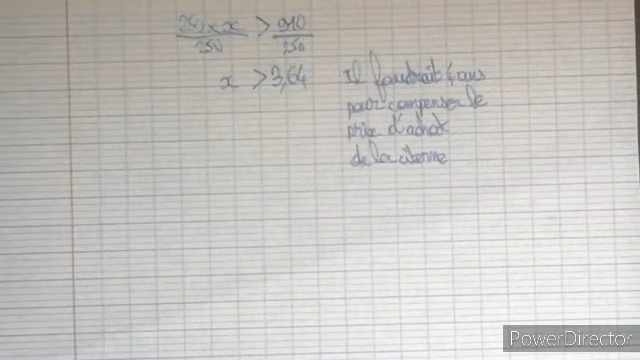 250 × x > 910
250 250
x > 3,64 Il faudrait 4 ans
pour compenser le
prix d'achat
de la citerne
PowerDirector